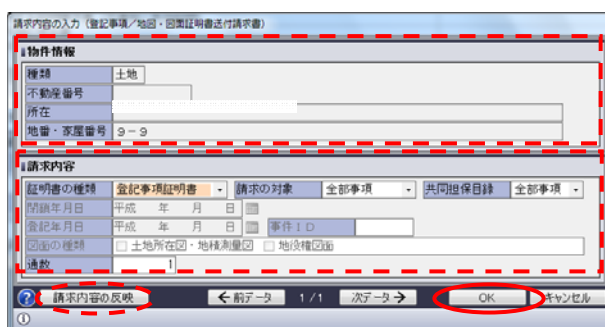 請求内容の入力（登記事項／地図・図面証明書送付請求書）
物件情報
種類 土地
不動産番号
所在
地番・家屋番号 9－9
請求内容
証明書の種類 登記事項証明書 請求の対象 全部事項 共同担保目録 全部事項
閉鎖年月日 平成 年 月 日
登記年月日 平成 年 月 日 事件ＩＤ
図面の種類 土地所在図・地積測量図 地役権図面
通数 1
? 請求内容の反映 ←前データ 1/1 次データ→ OK キャンセル